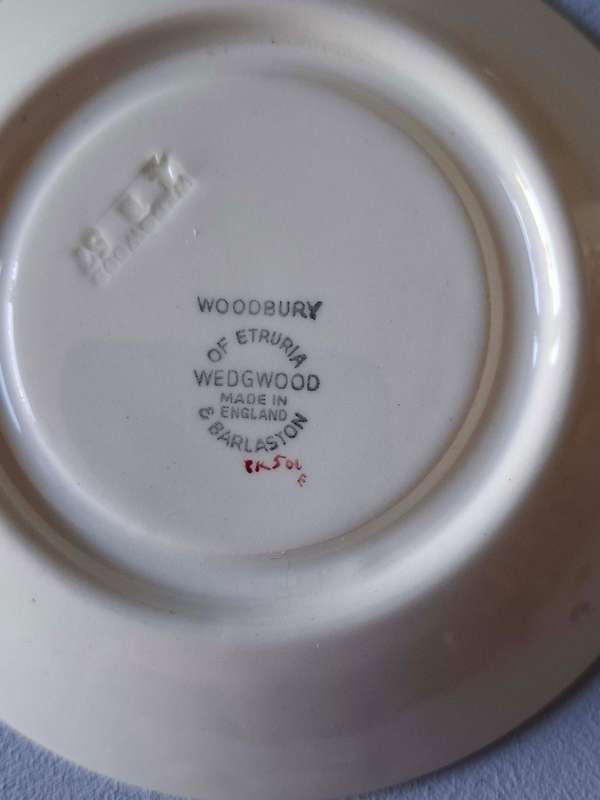 WOODBURY
OF ETRURIA
WEDGWOOD
MADE IN
ENGLAND
& BARLASTON